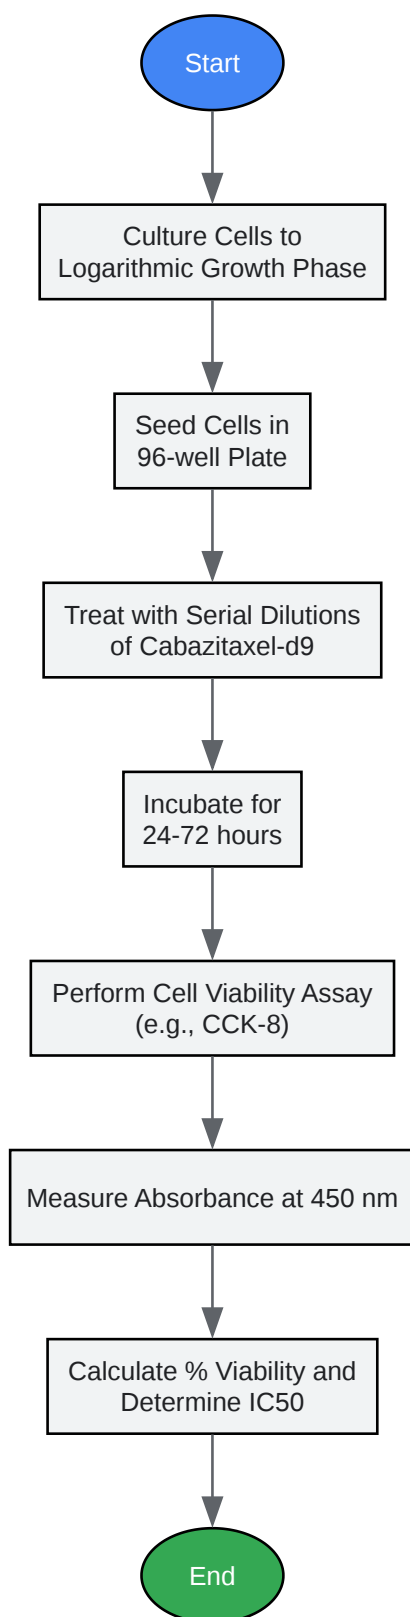 Start
Culture Cells to
Logarithmic Growth Phase
Seed Cells in
96-well Plate
Treat with Serial Dilutions
of Cabazitaxel-d9
Incubate for
24-72 hours
Perform Cell Viability Assay
(e.g., CCK-8)
Measure Absorbance at 450 nm
Calculate % Viability and
Determine IC50
End